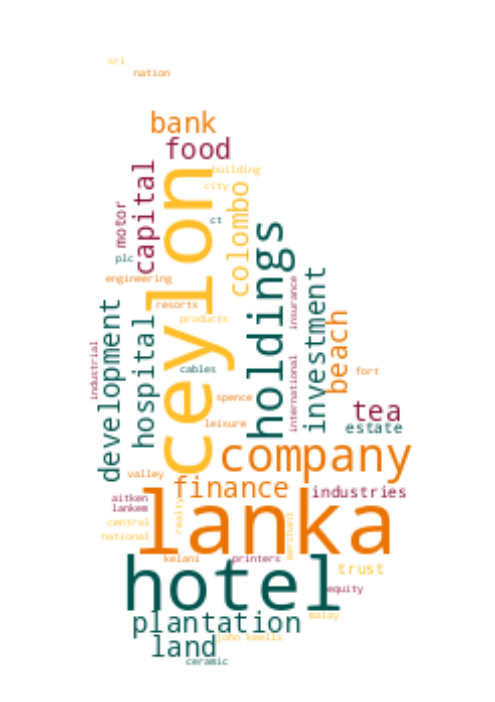 sri
nation
bank
food
building
city
capital
motor
ceylon
colombo
ct
holdings
plc
engineering
investment
insurance
resorts
products
development
hospital
beach
international
industrial
cables
fort
spence
tea
leisure
estate
company
valley
finance
industries
aitken
lankem
lanka
realty
merchant
central
national
kelani
printers
hotel
trust
equity
malay
plantation
john keells
land
ceramic